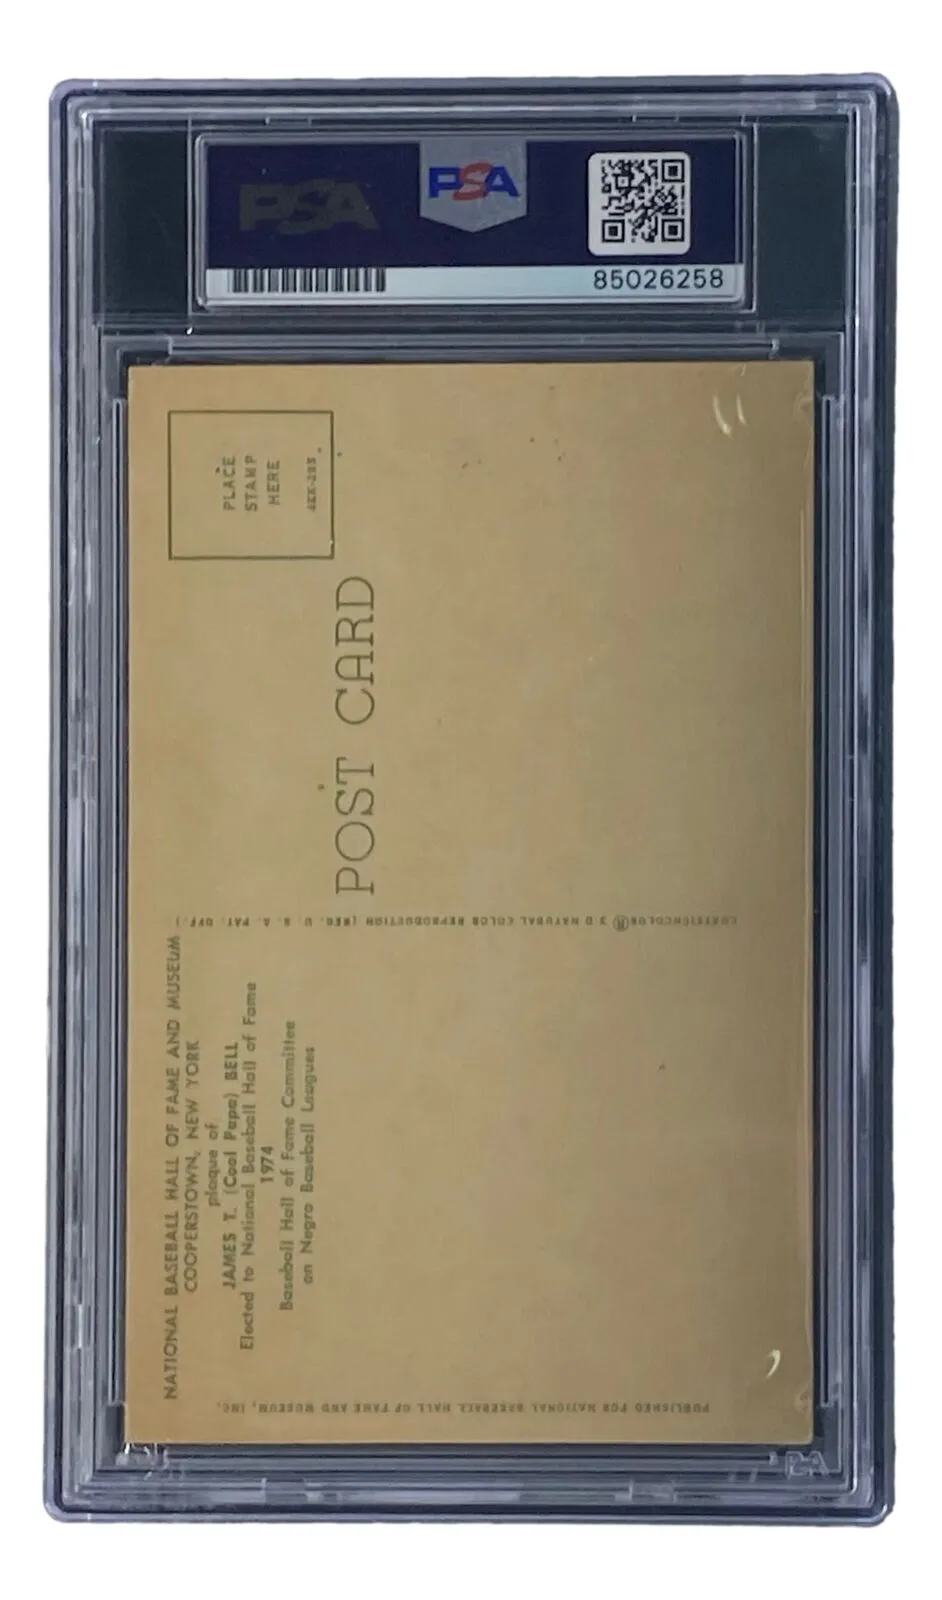 PSA
PSA
85026258
PLACE
STAMP
HERE
POST CARD
NATIONAL BASEBALL HALL OF FAME AND MUSEUM
COOPERSTOWN, NEW YORK
plaque of
JAMES T. (Cool Papa) BELL
Elected to National Baseball Hall of Fame
1974
Baseball Hall of Fame Committee
on Negro Baseball Leagues
CURTEICHCOLOR® 3-D NATURAL COLOR REPRODUCTION (REG. U. S. A. PAT. OFF.)
PUBLISHED FOR NATIONAL BASEBALL HALL OF FAME AND MUSEUM, INC.